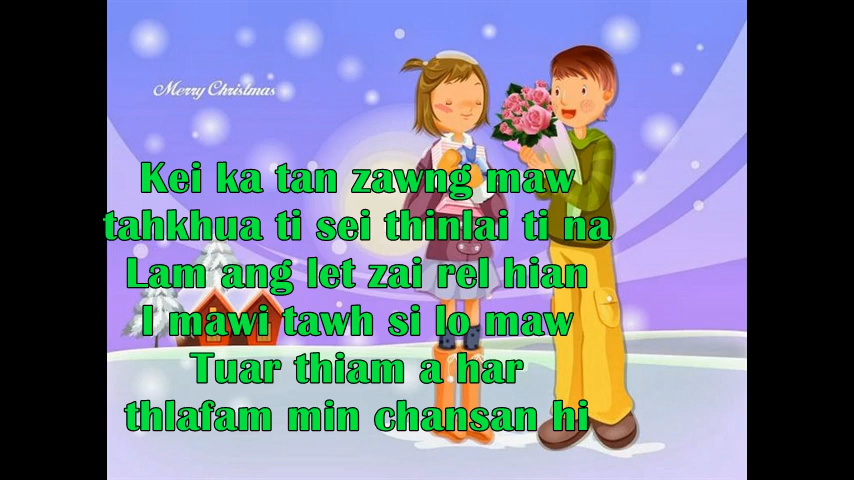 Merry Christmas
Kei ka tan zawng maw
tahkhua ti sei thinlai ti na
Lam ang let zai rel hian
I mawi tawh si lo maw
Tuar thiam a har
thlafam min chansan hi